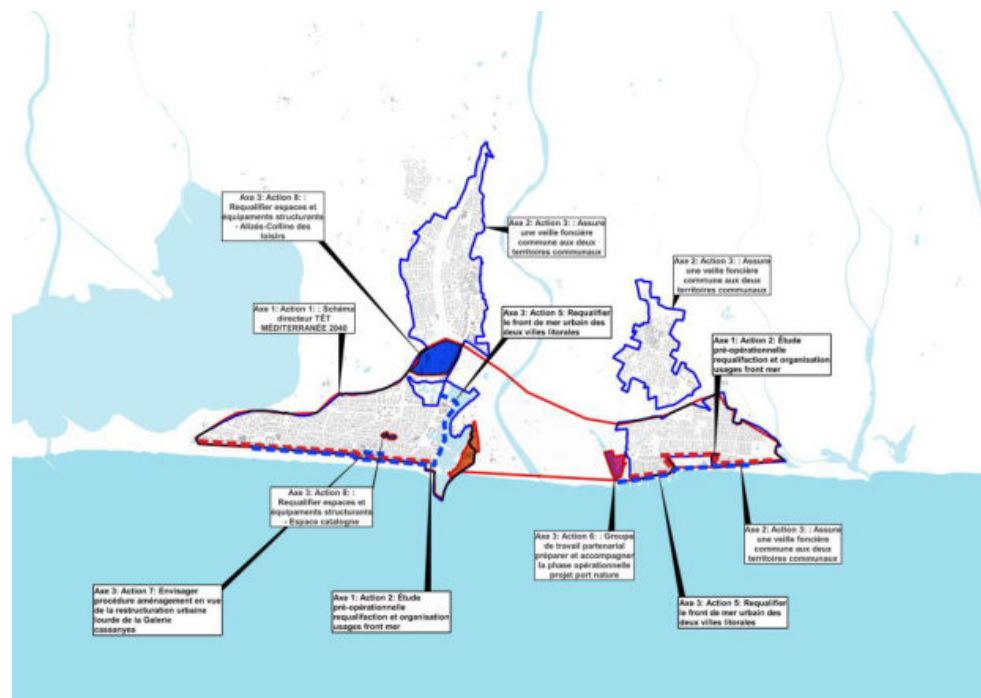 Axe 3: Action 8: :
Requalifier espaces et
équipaments structurants
- Alizés-Colline des
loisirs
Axe 2: Action 3: : Assure
une veille foncière
commune aux deux
territoires communaux
Axe 2: Action 3: : Assure
une veille foncière
commune aux deux
territoires communaux
Axe 1: Action 1: : Schéma
directeur TÊT
MÉDITERRANÉE 2040
Axe 3: Action 5: Requalifier
le front de mer urbain des
deux villes litorales
Axe 1: Action 2: Étude
pré-opérationnelle
requalifaction et organisation
usages front mer
Axe 3: Action 8: :
Requalifier espaces et
équipaments structurants
- Espace catalogne
Axe 3: Action 6: : Groupe
de travail partenarial
préparer et accompagner
la phase opérationnelle
projet port nature
Axe 2: Action 3: : Assure
une veille foncière
commune aux deux
territoires communaux
Axe 3: Action 7: Envisager
procédure aménagement en vue
de la restructuration urbaine
lourde de la Galerie
cassanyes
Axe 1: Action 2: Étude
pré-opérationnelle
requalifaction et organisation
usages front mer
Axe 3: Action 5: Requalifier
le front de mer urbain des
deux villes litorales